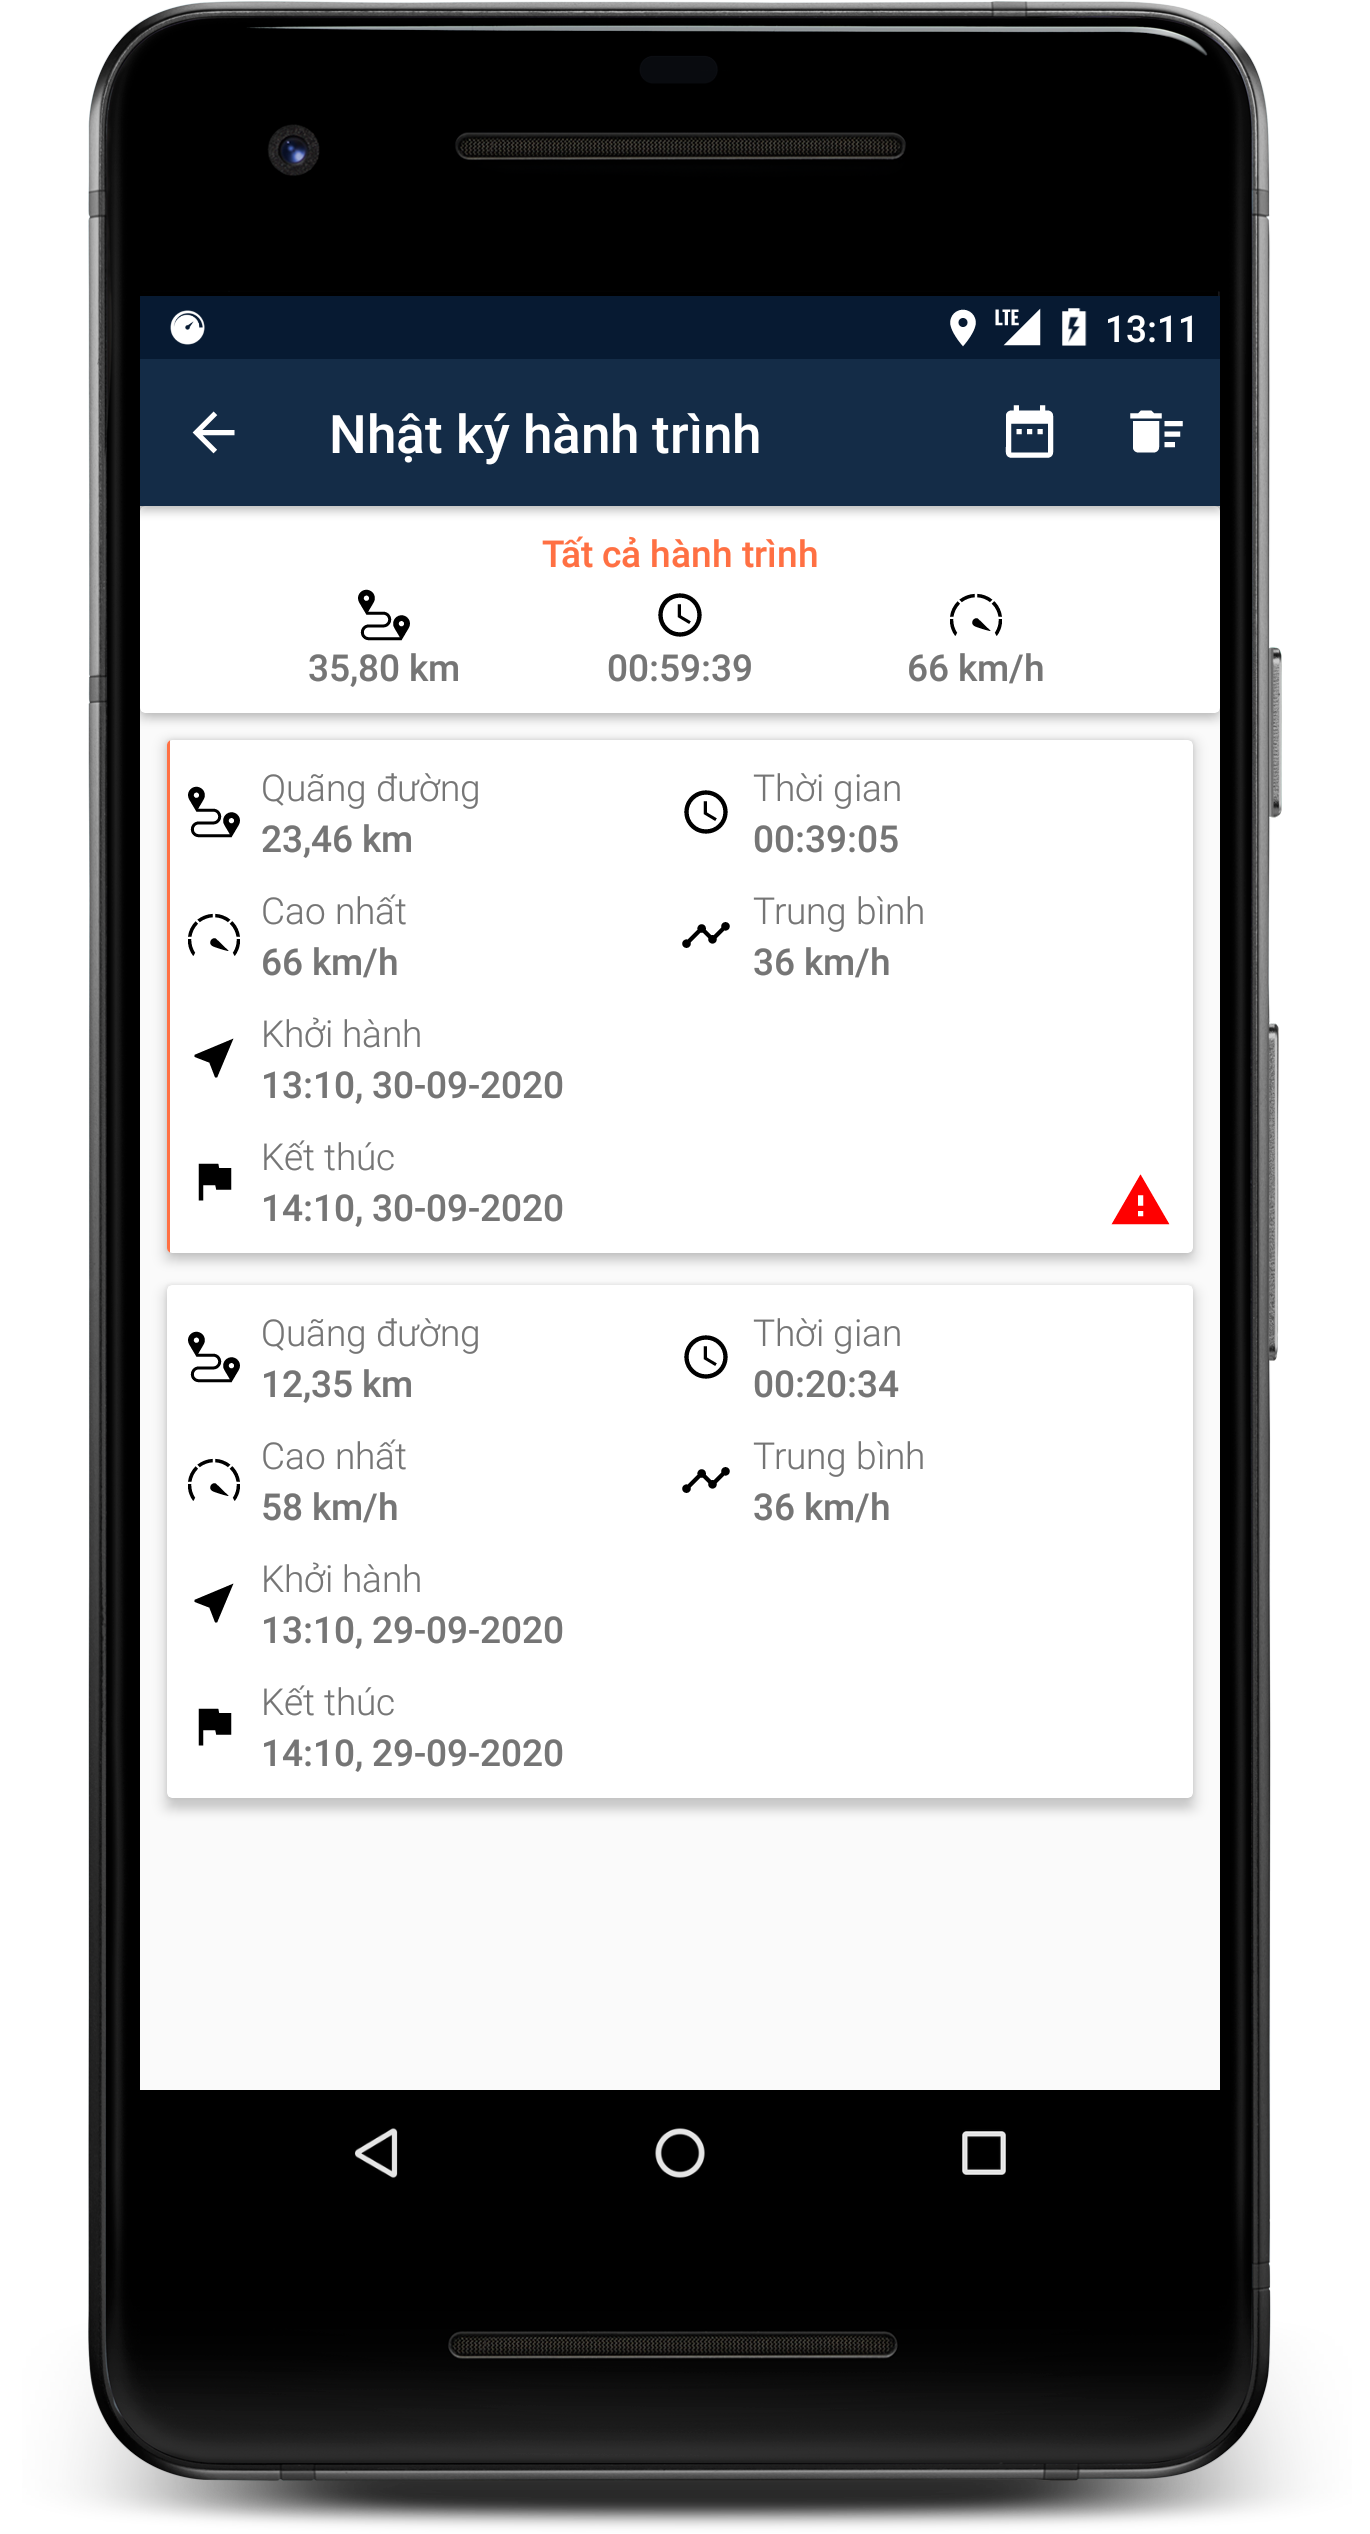 LTE 13:11
Nhật ký hành trình
Tất cả hành trình
35,80 km 00:59:39 66 km/h
Quãng đường Thời gian
23,46 km 00:39:05
Cao nhất Trung bình
66 km/h 36 km/h
Khởi hành
13:10, 30-09-2020
Kết thúc
14:10, 30-09-2020
Quãng đường Thời gian
12,35 km 00:20:34
Cao nhất Trung bình
58 km/h 36 km/h
Khởi hành
13:10, 29-09-2020
Kết thúc
14:10, 29-09-2020